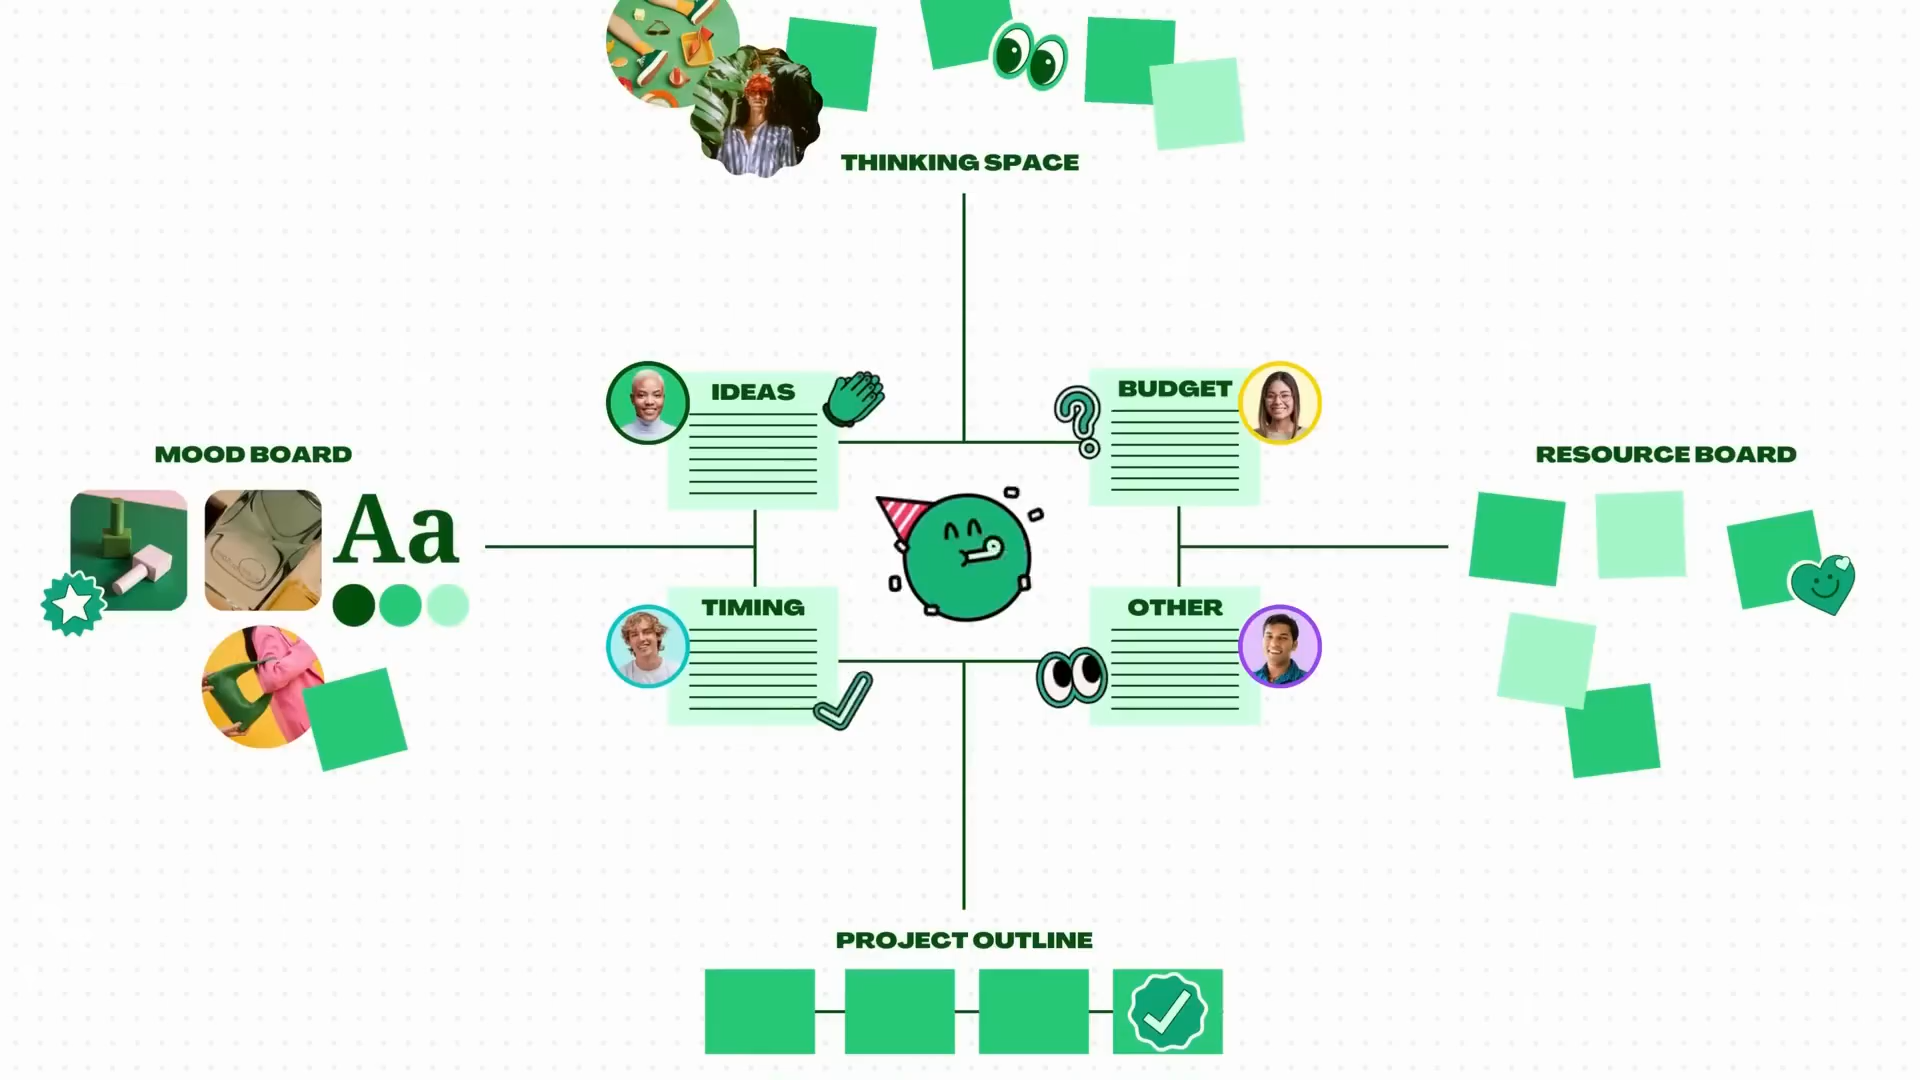 THINKING SPACE
IDEAS
BUDGET
MOOD BOARD
Aa
RESOURCE BOARD
TIMING
OTHER
PROJECT OUTLINE